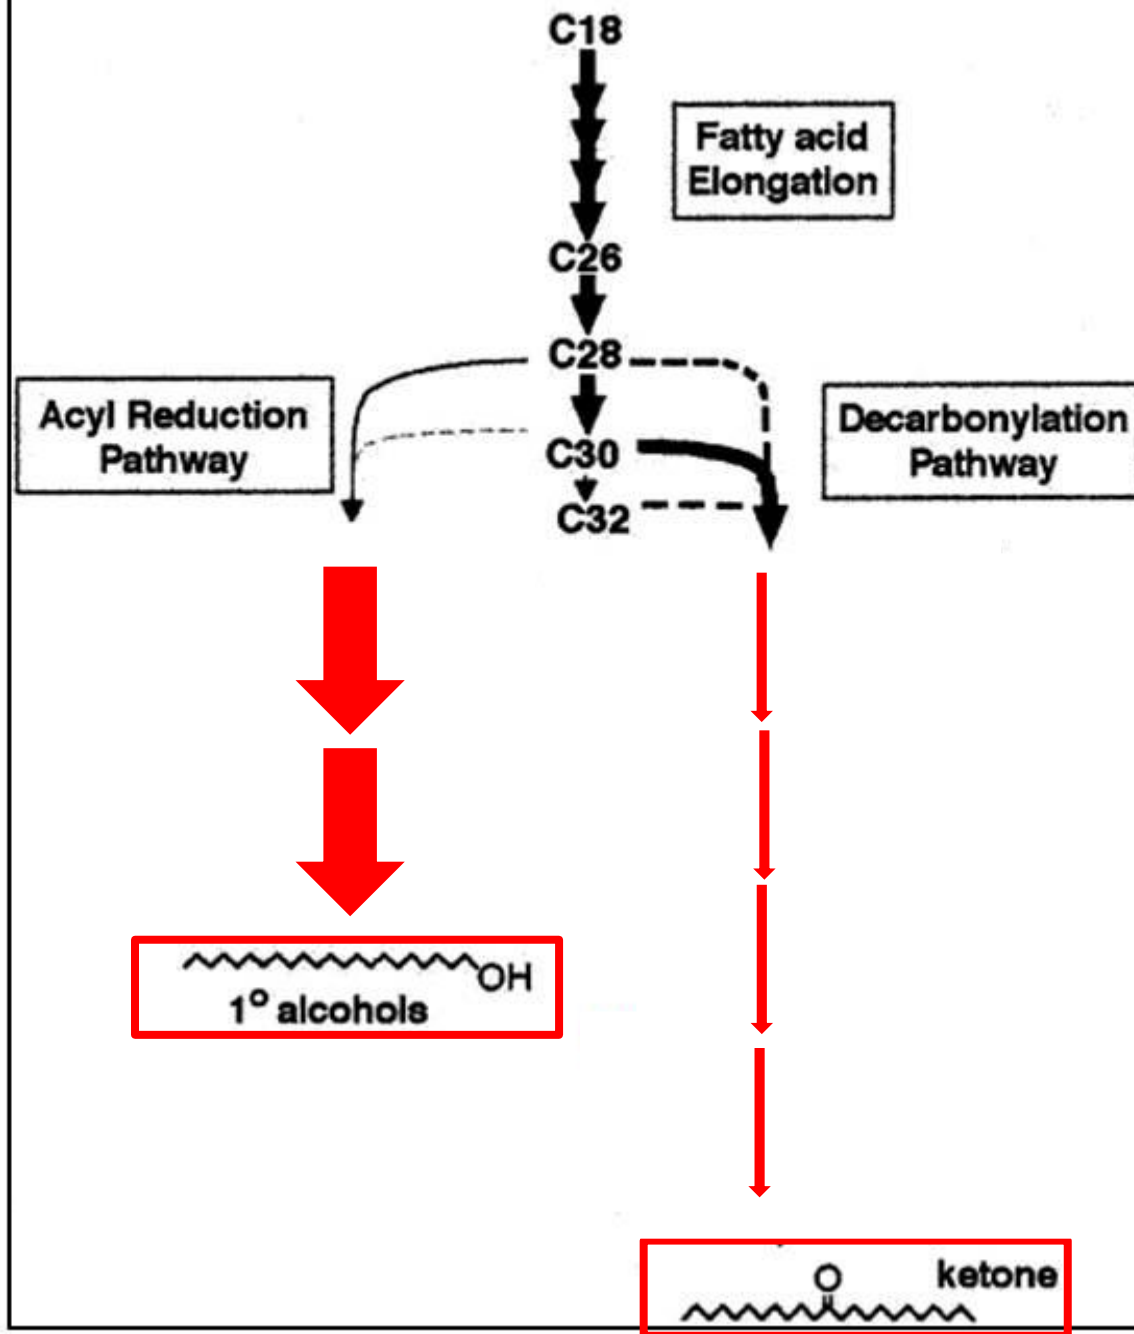 C18
Fatty acid
Elongation
C26
C28
Acyl Reduction
Pathway
Decarbonylation
Pathway
C30
C32
OH
1° alcohols
O
ketone